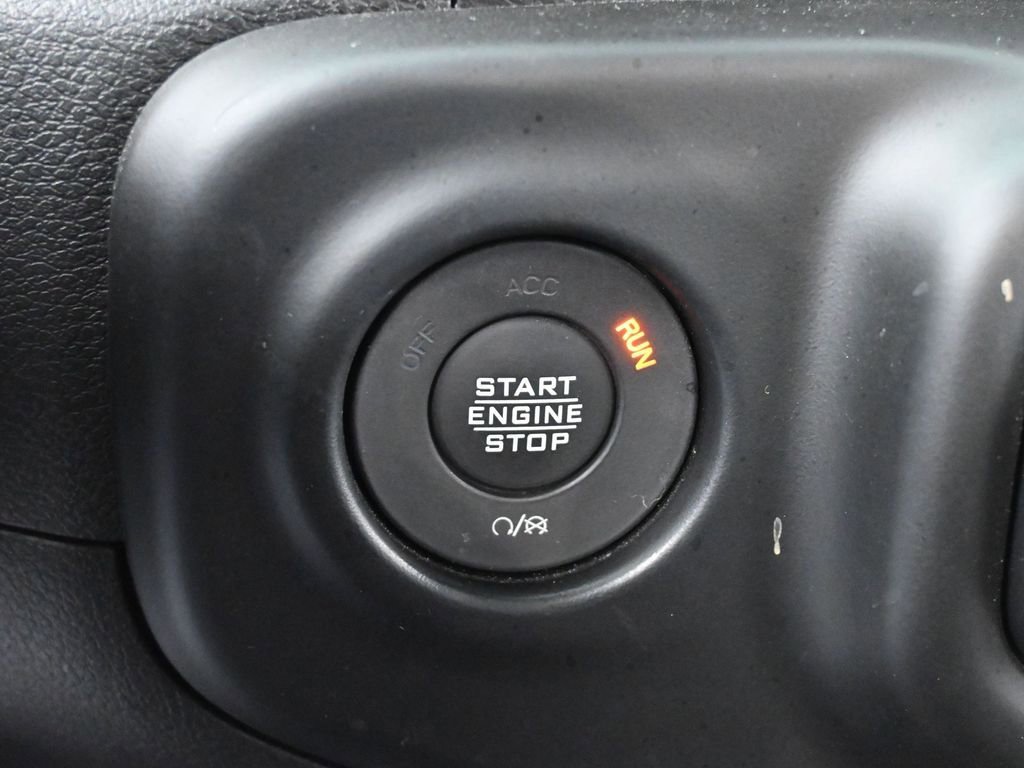 ACC
OFF
RUN
START
ENGINE
STOP